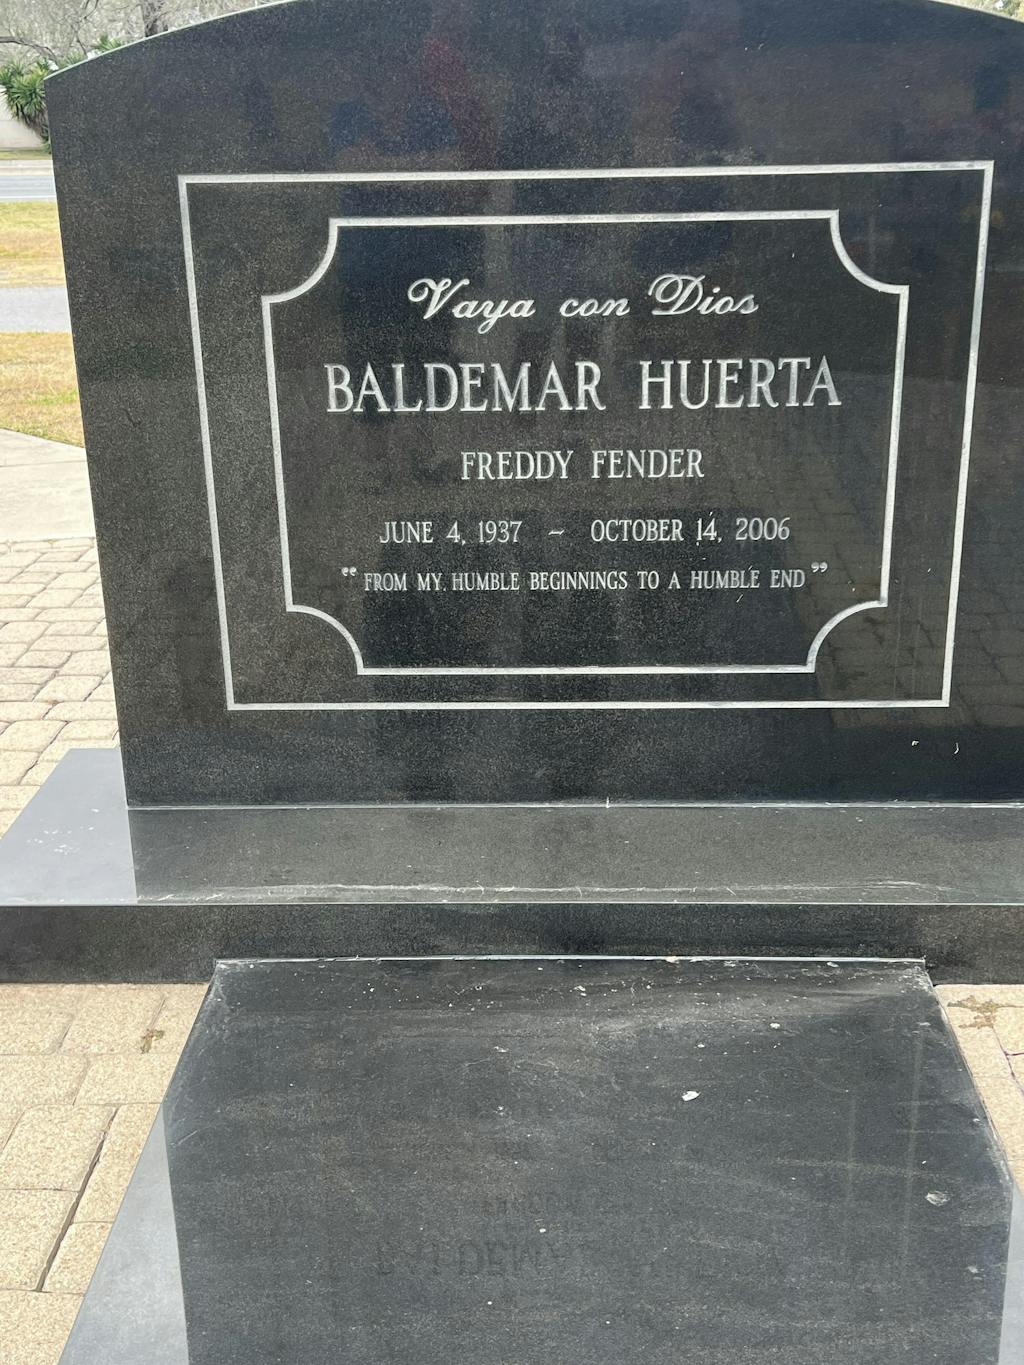 Vaya con Dios
BALDEMAR HUERTA
FREDDY FENDER
JUNE 4, 1937 ~ OCTOBER 14, 2006
"FROM MY HUMBLE BEGINNINGS TO A HUMBLE END"